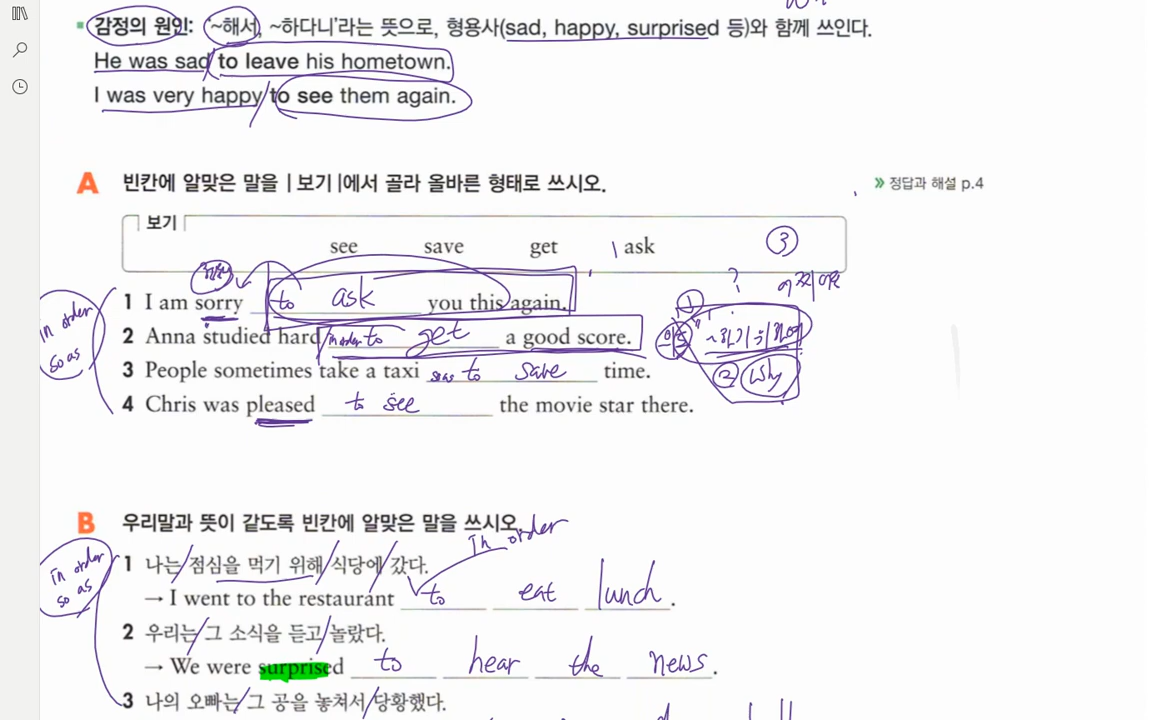 감정의 원인: '~해서, ~하다니'라는 뜻으로, 형용사(sad, happy, surprised 등)와 함께 쓰인다.
He was sad to leave his hometown.
I was very happy to see them again.
A 빈칸에 알맞은 말을 | 보기 |에서 골라 올바른 형태로 쓰시오.
» 정답과 해설 p.4
보기
see save get ask ③
?
1 I am sorry to ask you this again. ①
in order
so as
2 Anna studied hard in order to get a good score. "~하기 위하여
3 People sometimes take a taxi so as to save time. ② Why
4 Chris was pleased to see the movie star there.
B 우리말과 뜻이 같도록 빈칸에 알맞은 말을 쓰시오.
In order
in order
so as
1 나는/점심을 먹기 위해/식당에/갔다.
→ I went to the restaurant to eat lunch.
2 우리는/그 소식을 듣고/놀랐다.
→ We were surprised to hear the news.
3 나의 오빠는/그 공을 놓쳐서/당황했다.